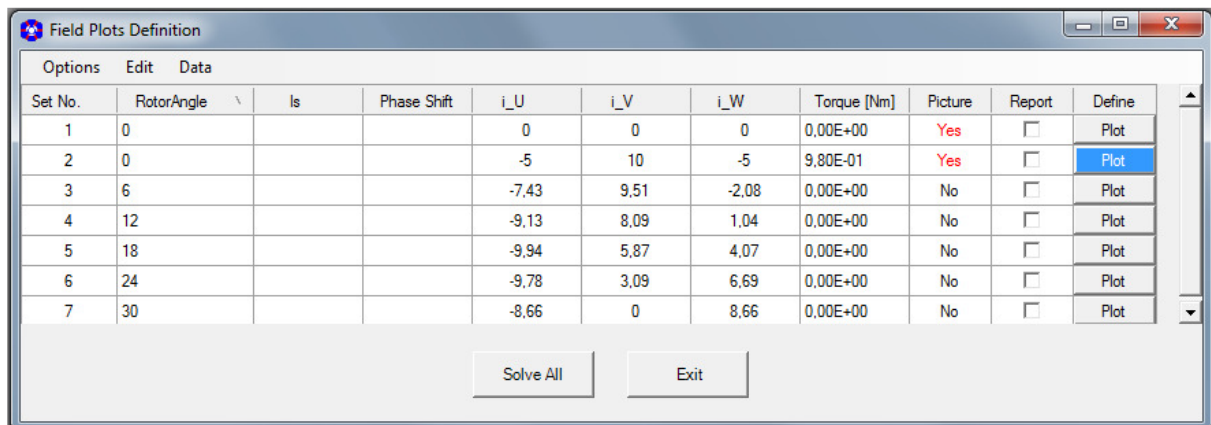 Field Plots Definition
Options Edit Data
Set No. RotorAngle \ Is Phase Shift i_U i_V i_W Torque [Nm] Picture Report Define
1 0 0 0 0 0,00E+00 Yes Plot
2 0 -5 10 -5 9,80E-01 Yes Plot
3 6 -7,43 9,51 -2,08 0,00E+00 No Plot
4 12 -9,13 8,09 1,04 0,00E+00 No Plot
5 18 -9,94 5,87 4,07 0,00E+00 No Plot
6 24 -9,78 3,09 6,69 0,00E+00 No Plot
7 30 -8,66 0 8,66 0,00E+00 No Plot
Solve All Exit